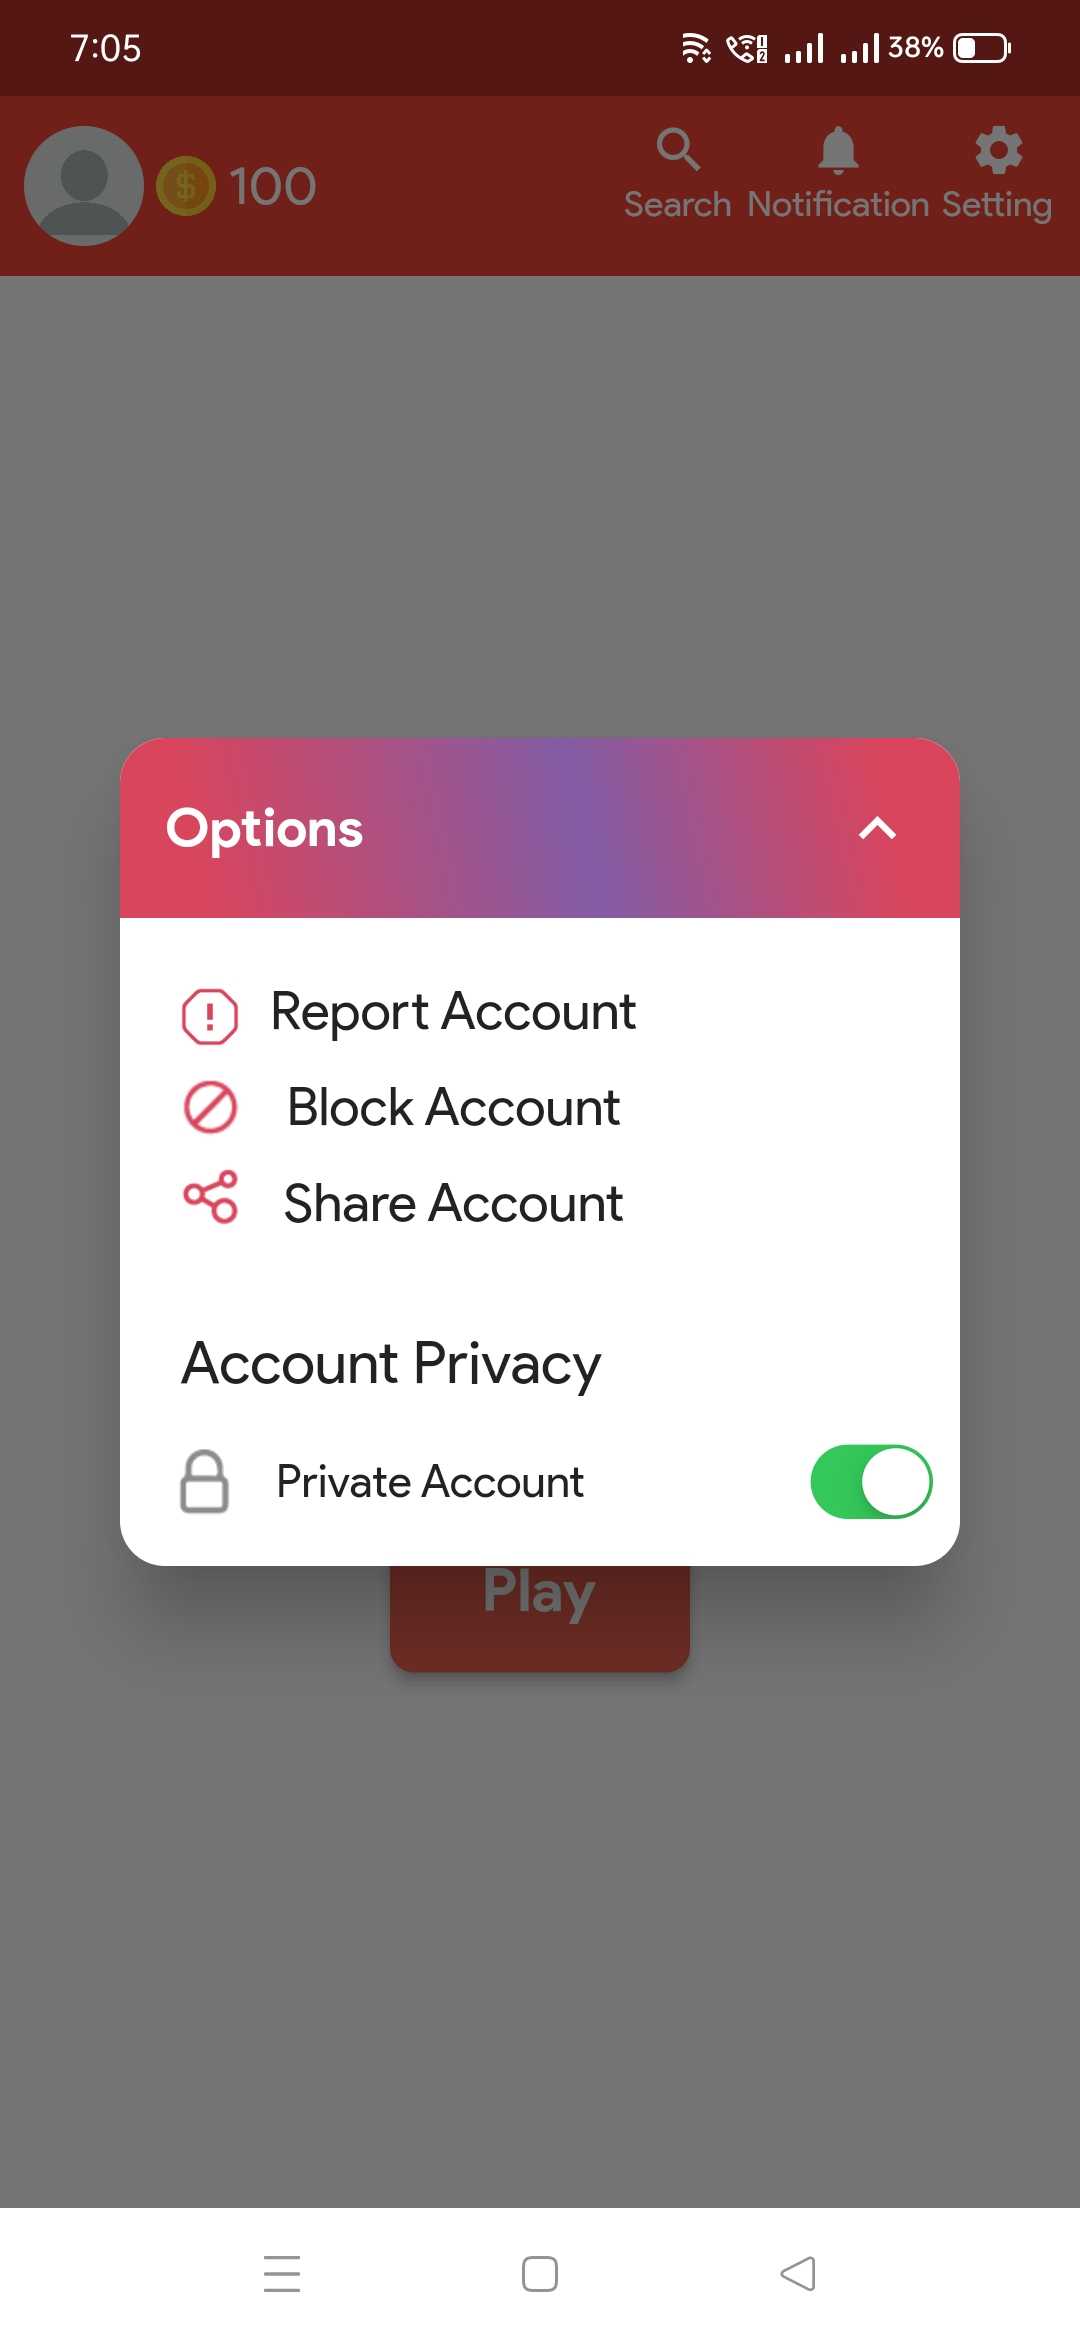 7:05
38%
100
Search Notification Setting
Options
Report Account
Block Account
Share Account
Account Privacy
Private Account
Play